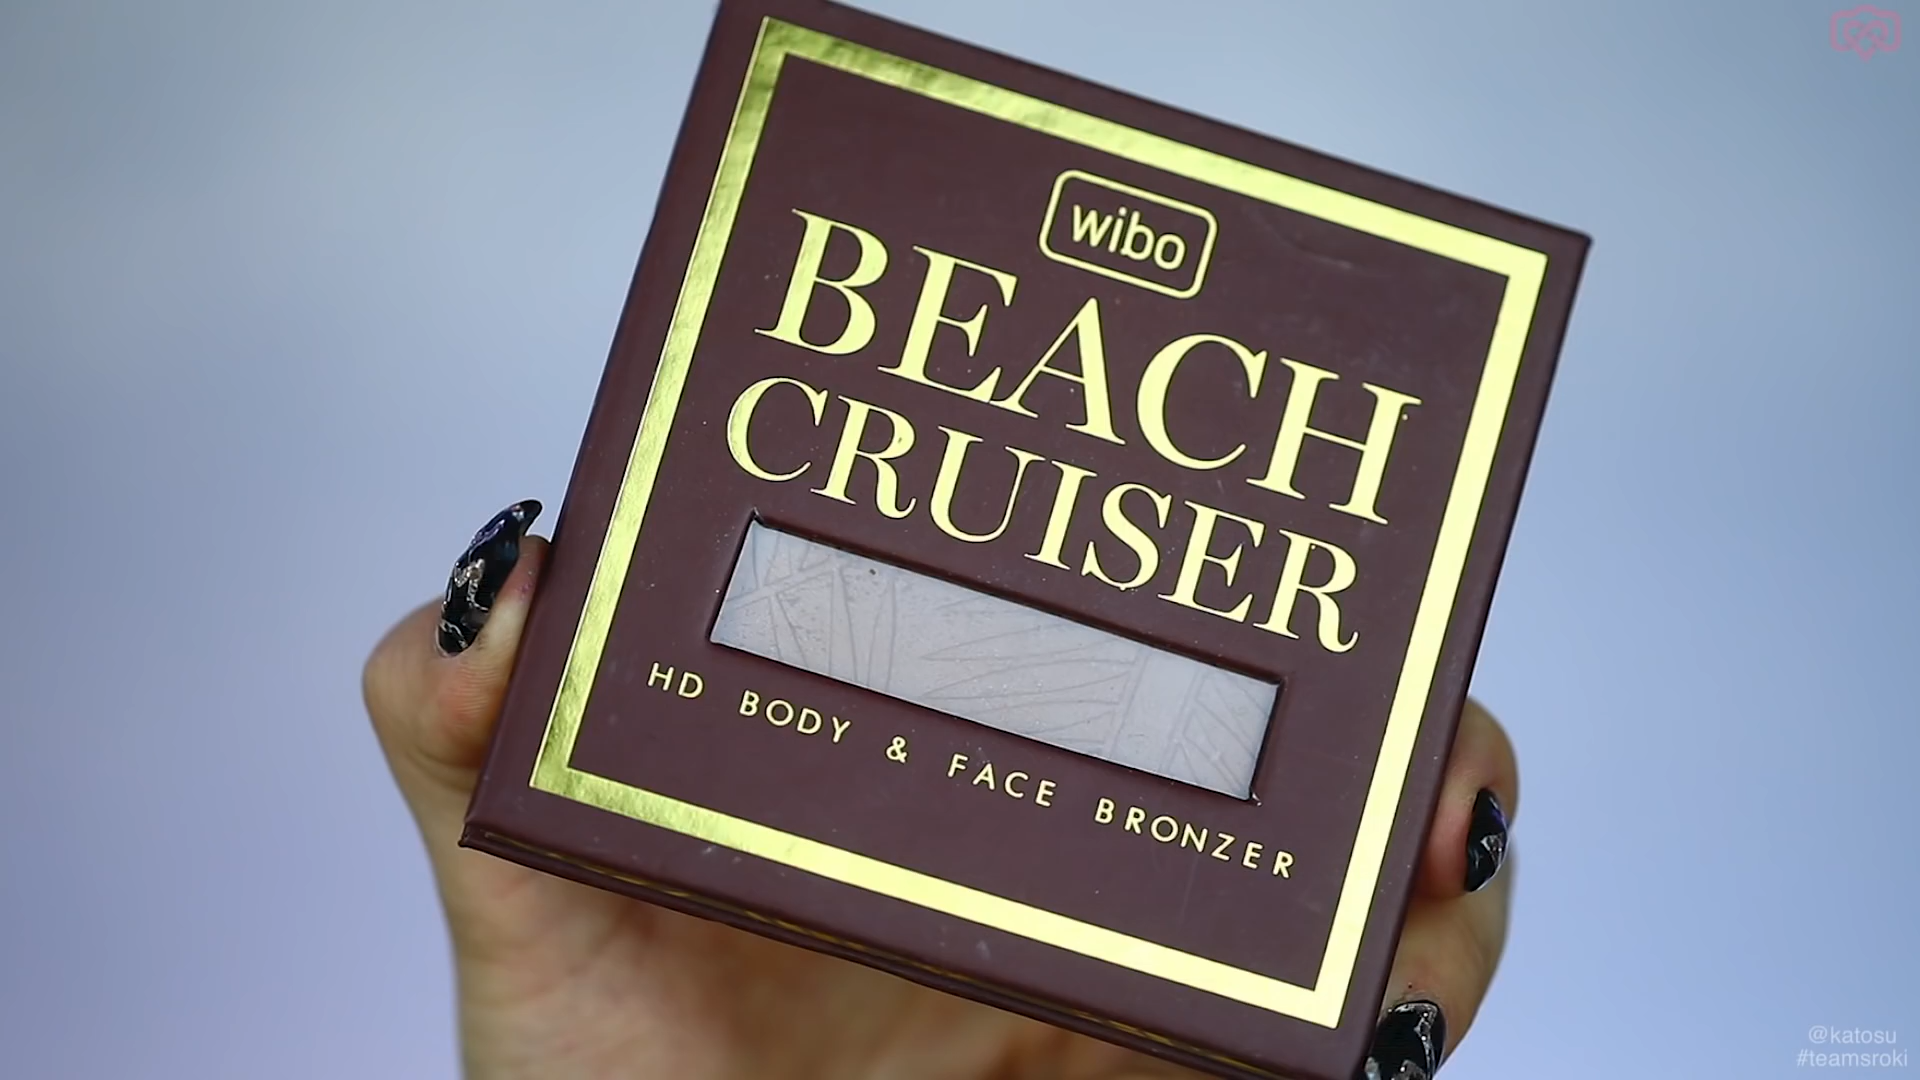 wibo
BEACH
CRUISER
HD BODY & FACE BRONZER
@katosu
#teamsroki